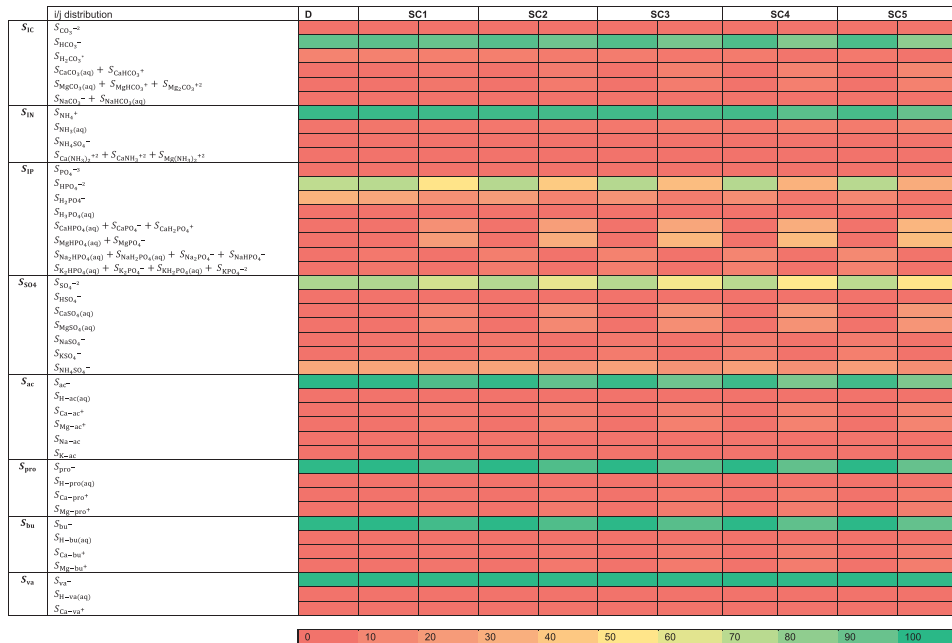 i/j distribution D SC1 SC2 SC3 SC4 SC5
S_IC S_CO₃⁻²
S_HCO₃⁻
S_H₂CO₃*
S_CaCO₃(aq) + S_CaHCO₃⁺
S_MgCO₃(aq) + S_MgHCO₃⁺ + S_Mg₂CO₃⁺²
S_NaCO₃⁻ + S_NaHCO₃(aq)
S_IN S_NH₄⁺
S_NH₃(aq)
S_NH₄SO₄⁻
S_Ca(NH₃)₂⁺² + S_CaNH₃⁺² + S_Mg(NH₃)₂⁺²
S_IP S_PO₄⁻³
S_HPO₄⁻²
S_H₂PO4⁻
S_H₃PO₄(aq)
S_CaHPO₄(aq) + S_CaPO₄⁻ + S_CaH₂PO₄⁺
S_MgHPO₄(aq) + S_MgPO₄⁻
S_Na₂HPO₄(aq) + S_NaH₂PO₄(aq) + S_Na₂PO₄⁻ + S_NaHPO₄⁻
S_K₂HPO₄(aq) + S_K₂PO₄⁻ + S_KH₂PO₄(aq) + S_KPO₄⁻²
S_SO4 S_SO₄⁻²
S_HSO₄⁻
S_CaSO₄(aq)
S_MgSO₄(aq)
S_NaSO₄⁻
S_KSO₄⁻
S_NH₄SO₄⁻
S_ac S_ac⁻
S_H−ac(aq)
S_Ca−ac⁺
S_Mg−ac⁺
S_Na−ac
S_K−ac
S_pro S_pro⁻
S_H−pro(aq)
S_Ca−pro⁺
S_Mg−pro⁺
S_bu S_bu⁻
S_H−bu(aq)
S_Ca−bu⁺
S_Mg−bu⁺
S_va S_va⁻
S_H−va(aq)
S_Ca−va⁺
0 10 20 30 40 50 60 70 80 90 100